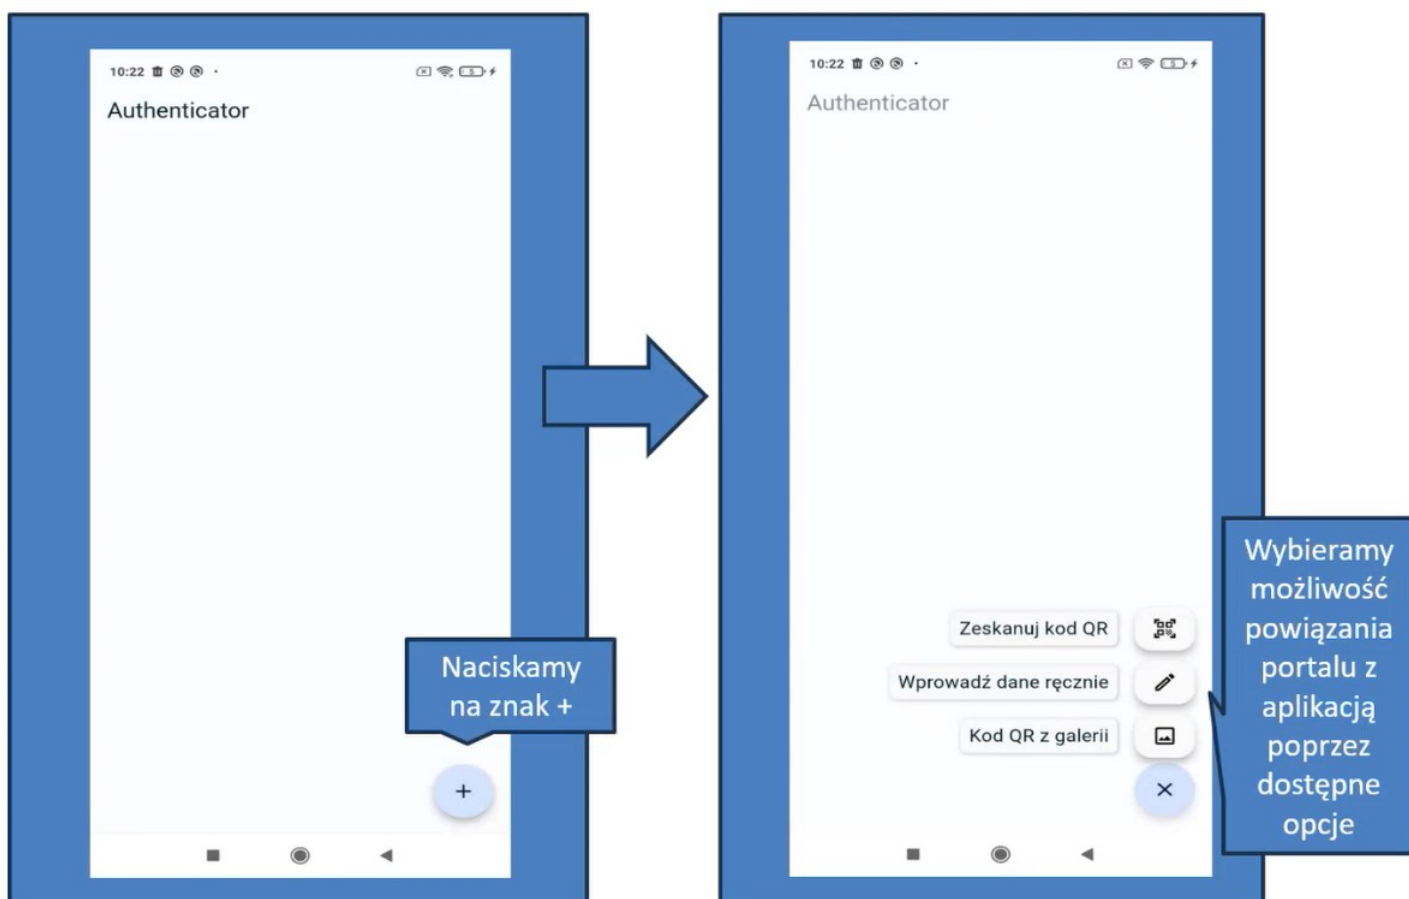 10:22
Authenticator
Naciskamy
na znak +
10:22
Authenticator
Zeskanuj kod QR
Wprowadź dane ręcznie
Kod QR z galerii
Wybieramy
możliwość
powiązania
portalu z
aplikacją
poprzez
dostępne
opcje